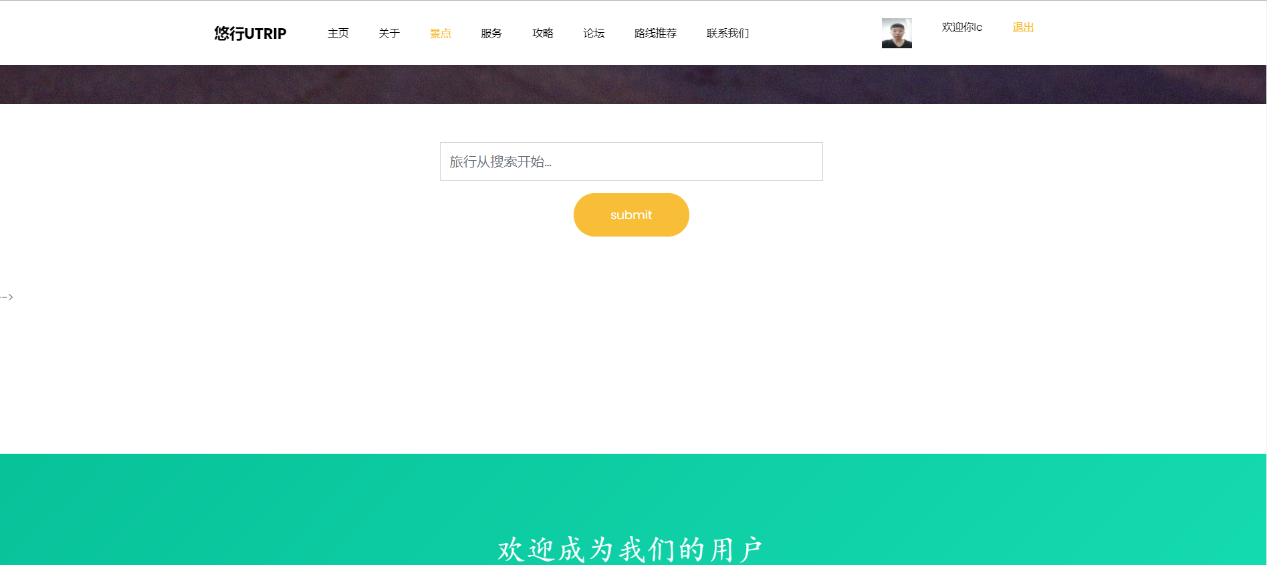 悠行UTRIP 主页 关于 景点 服务 攻略 论坛 路线推荐 联系我们 欢迎你lc 退出
旅行从搜索开始...
submit
-->
欢迎成为我们的用户